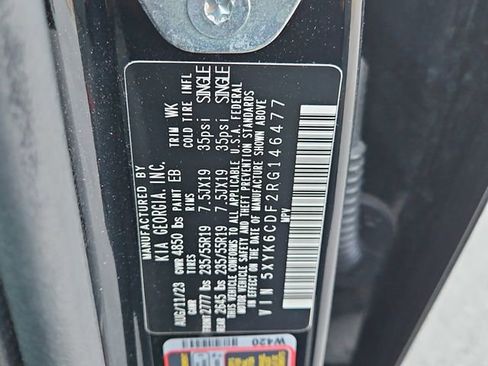 MANUFACTURED BY
KIA GEORGIA, INC.
AUG/11/23 GVWR 4850 lbs PAINT EB TRIM WK
GAWR TIRES RIMS COLD TIRE INFL
FRONT 2777 lbs 235/55R19 7.5JX19 35psi SINGLE
REAR 2645 lbs 235/55R19 7.5JX19 35psi SINGLE
THIS VEHICLE CONFORMS TO ALL APPLICABLE U.S.A. FEDERAL
MOTOR VEHICLE SAFETY AND THEFT PREVENTION STANDARDS
IN EFFECT ON THE DATE OF MANUFACTURE SHOWN ABOVE
VIN 5XYK6CDF2RG146477
MPV
W420